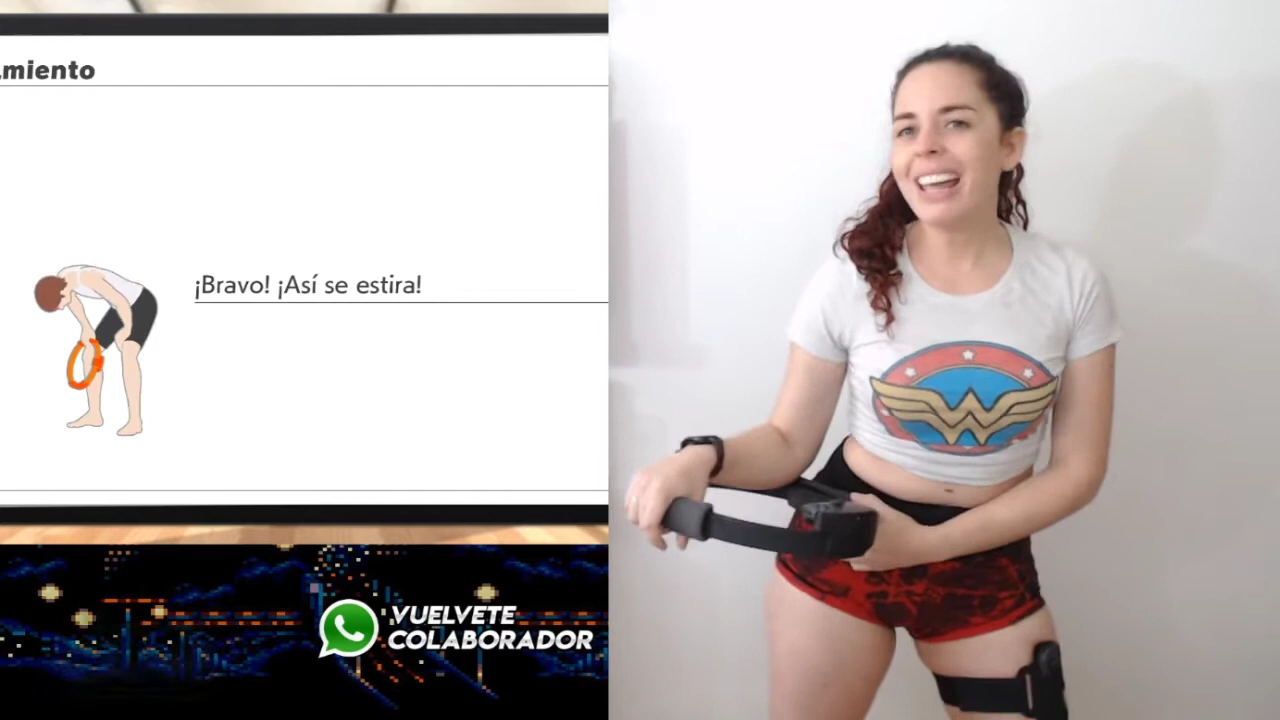 amiento
¡Bravo! ¡Así se estira!
VUELVETE
COLABORADOR
W